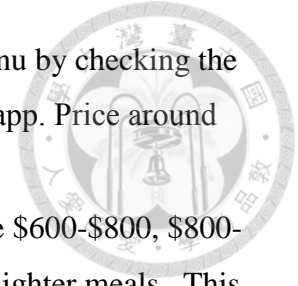 nu by checking the
app. Price around
e $600-$800, $800-
ighter meals. This